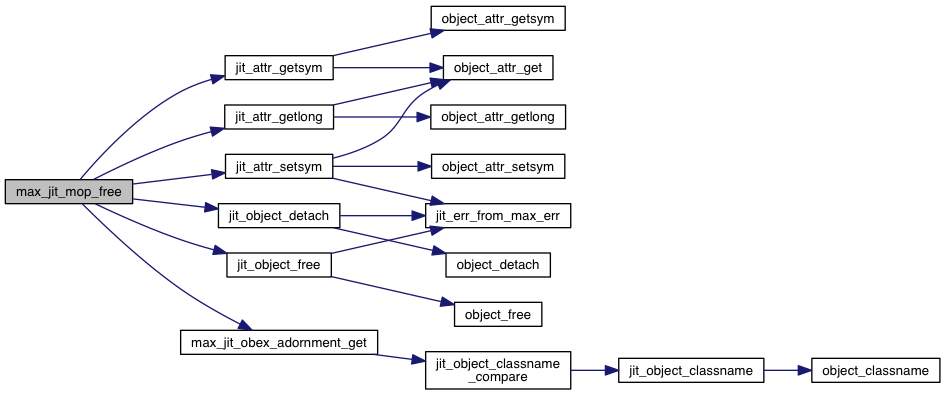 object_attr_getsym
jit_attr_getsym
object_attr_get
jit_attr_getlong
object_attr_getlong
jit_attr_setsym
object_attr_setsym
max_jit_mop_free
jit_object_detach
jit_err_from_max_err
jit_object_free
object_detach
object_free
max_jit_obex_adornment_get
jit_object_classname
_compare
jit_object_classname
object_classname